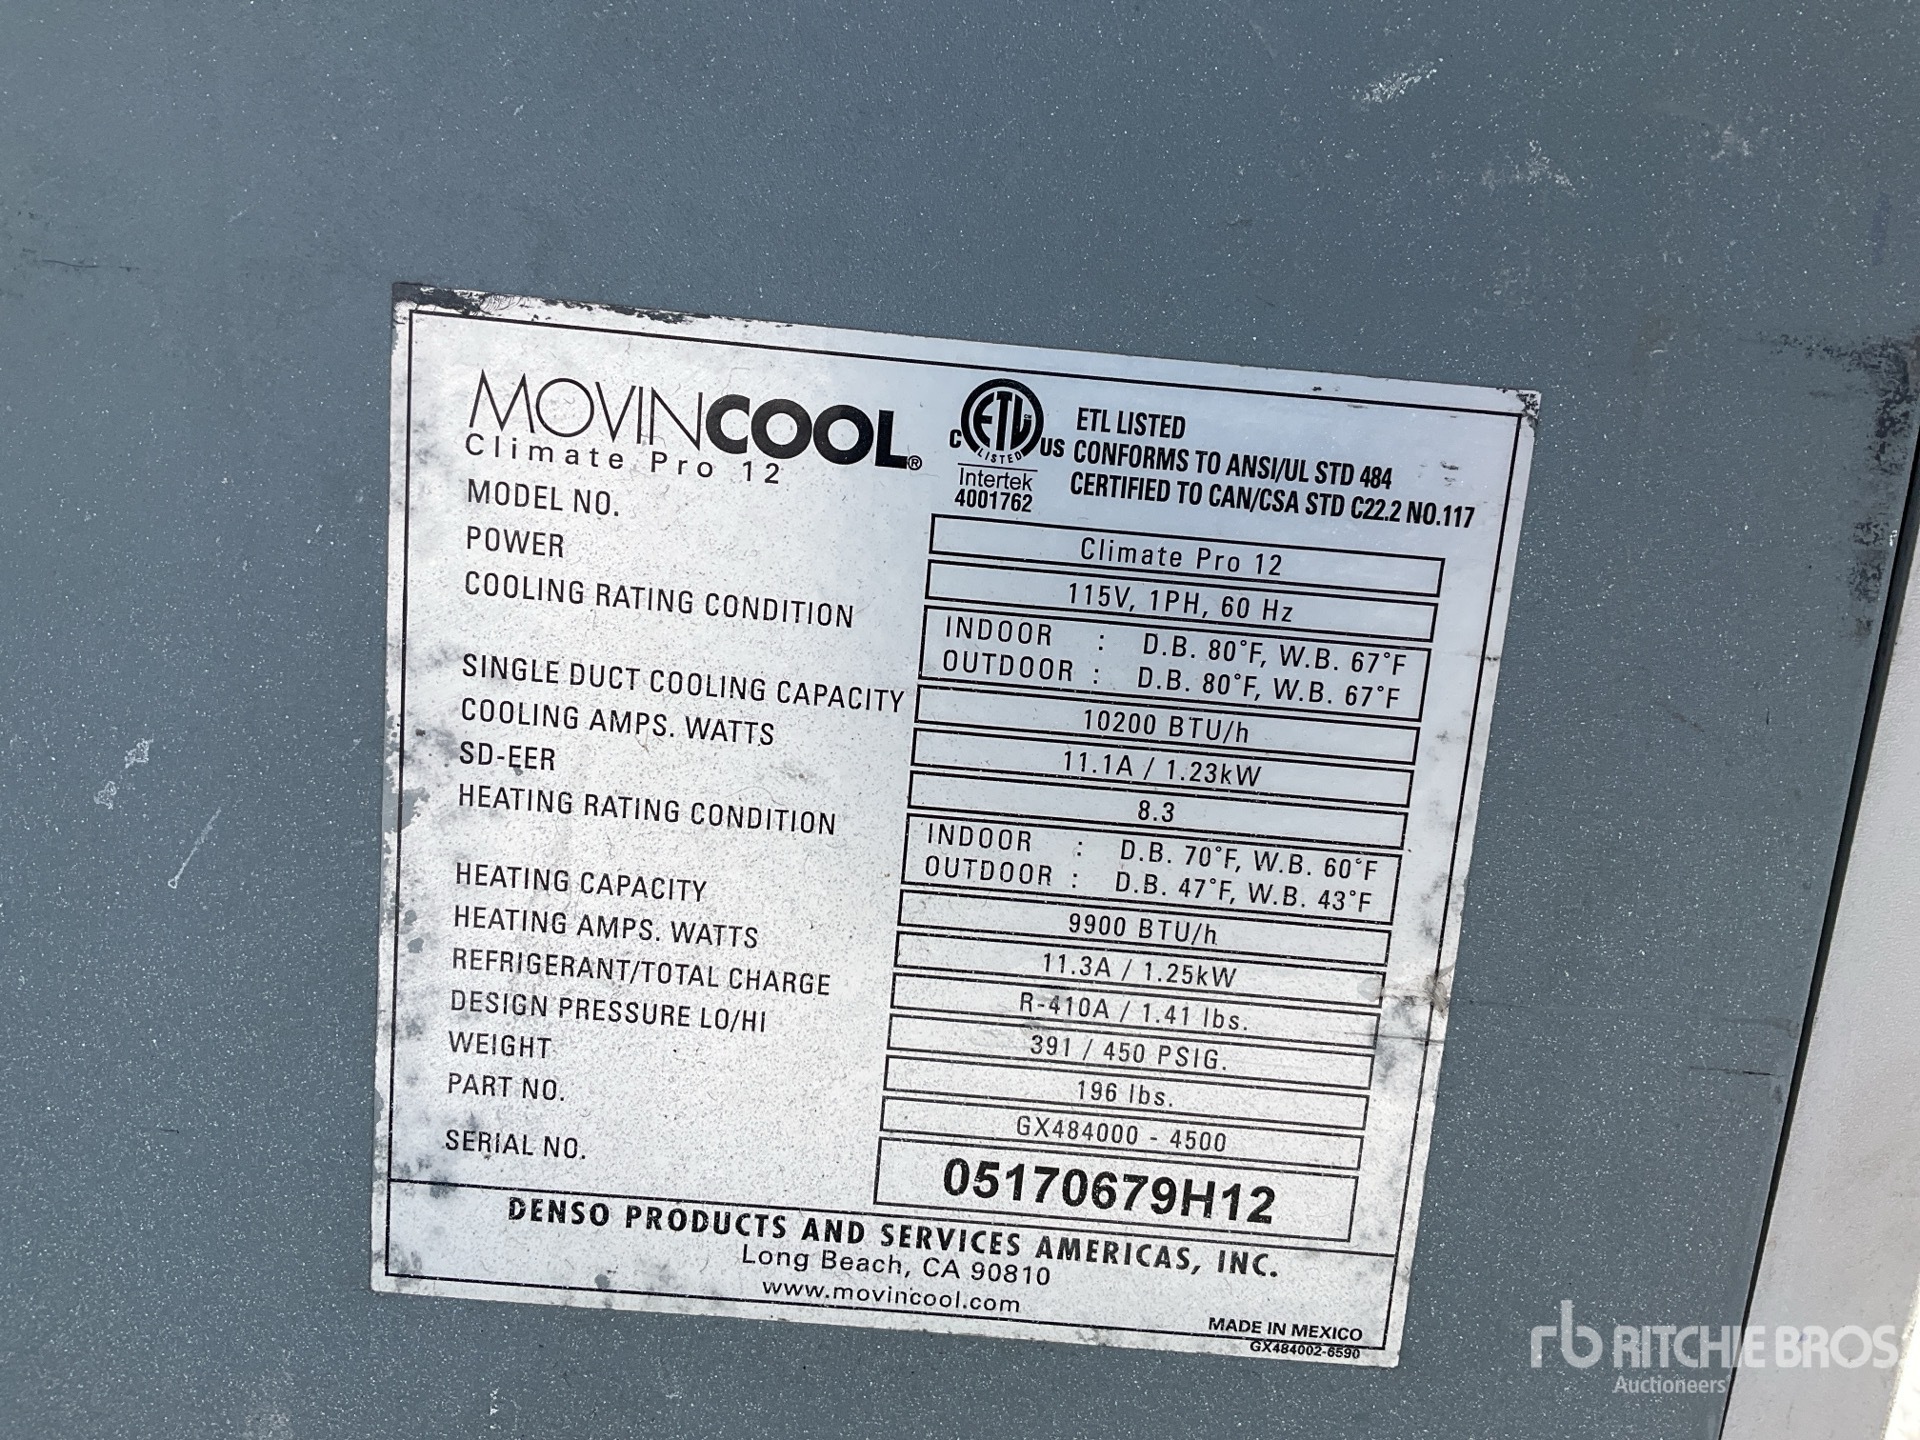 MOVINCOOL®
Climate Pro 12
C ETL CM LISTED US
Intertek
4001762
ETL LISTED
CONFORMS TO ANSI/UL STD 484
CERTIFIED TO CAN/CSA STD C22.2 NO.117
MODEL NO. Climate Pro 12
POWER 115V, 1PH, 60 Hz
COOLING RATING CONDITION INDOOR : D.B. 80°F, W.B. 67°F
OUTDOOR : D.B. 80°F, W.B. 67°F
SINGLE DUCT COOLING CAPACITY 10200 BTU/h
COOLING AMPS. WATTS 11.1A / 1.23kW
SD-EER 8.3
HEATING RATING CONDITION INDOOR : D.B. 70°F, W.B. 60°F
OUTDOOR : D.B. 47°F, W.B. 43°F
HEATING CAPACITY 9900 BTU/h
HEATING AMPS. WATTS 11.3A / 1.25kW
REFRIGERANT/TOTAL CHARGE R-410A / 1.41 lbs.
DESIGN PRESSURE LO/HI 391 / 450 PSIG.
WEIGHT 196 lbs.
PART NO. GX484000 - 4500
SERIAL NO. 05170679H12
DENSO PRODUCTS AND SERVICES AMERICAS, INC.
Long Beach, CA 90810
www.movincool.com
MADE IN MEXICO
GX484002-6590
rb RITCHIE BROS.
Auctioneers